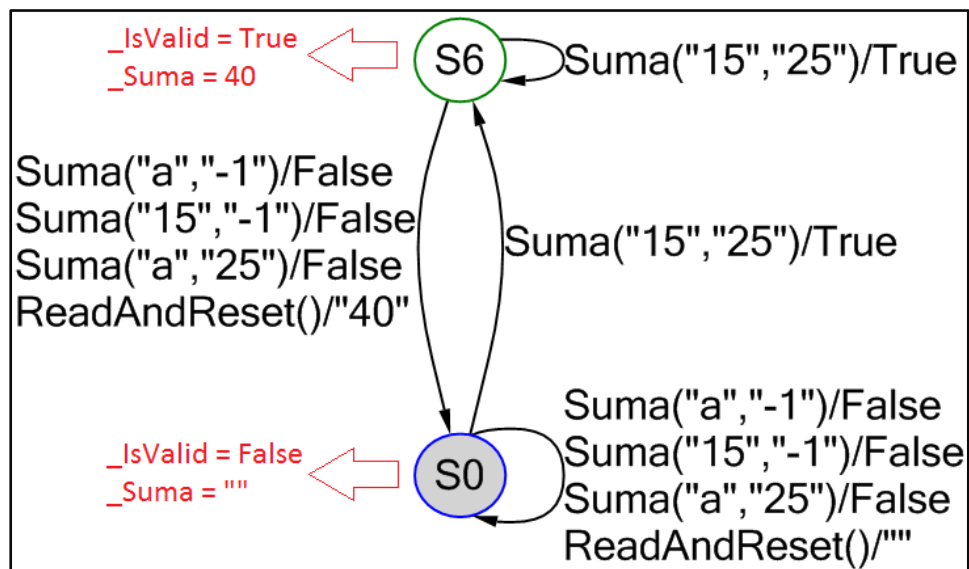 _IsValid = True
_Suma = 40
S6
Suma("15","25")/True
Suma("a","-1")/False
Suma("15","-1")/False
Suma("a","25")/False
ReadAndReset()/"40"
Suma("15","25")/True
_IsValid = False
_Suma = ""
S0
Suma("a","-1")/False
Suma("15","-1")/False
Suma("a","25")/False
ReadAndReset()/""